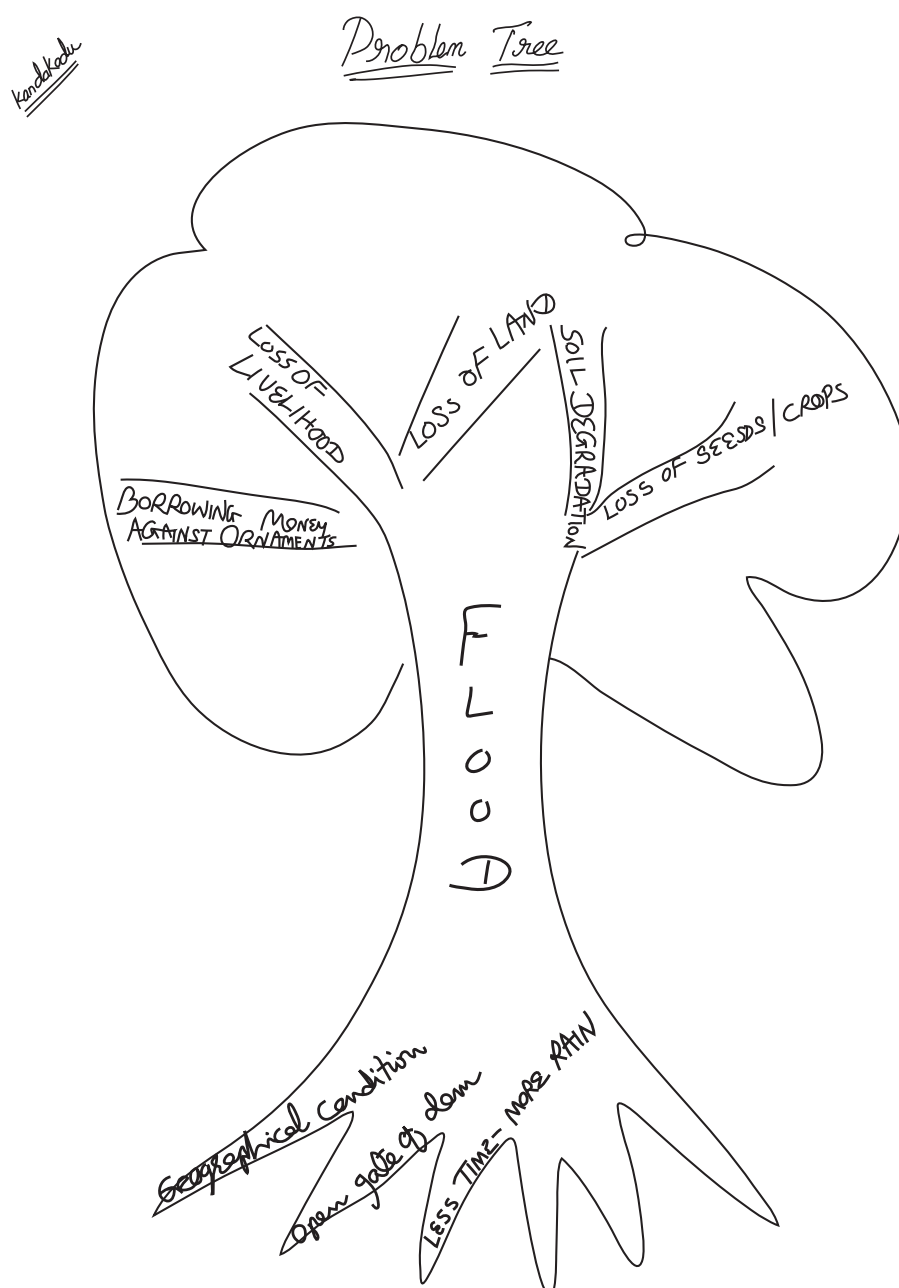 Kandakadu
Problem Tree
LOSS OF
LIVELIHOOD
LOSS OF LAND
SOIL DEGRADATION
LOSS OF SEESDS/CROPS
BORROWING MONEY
AGAINST ORNAMENTS
FLOOD
Geographical Condition
Open gate of dam
LESS TIME- MORE RAIN